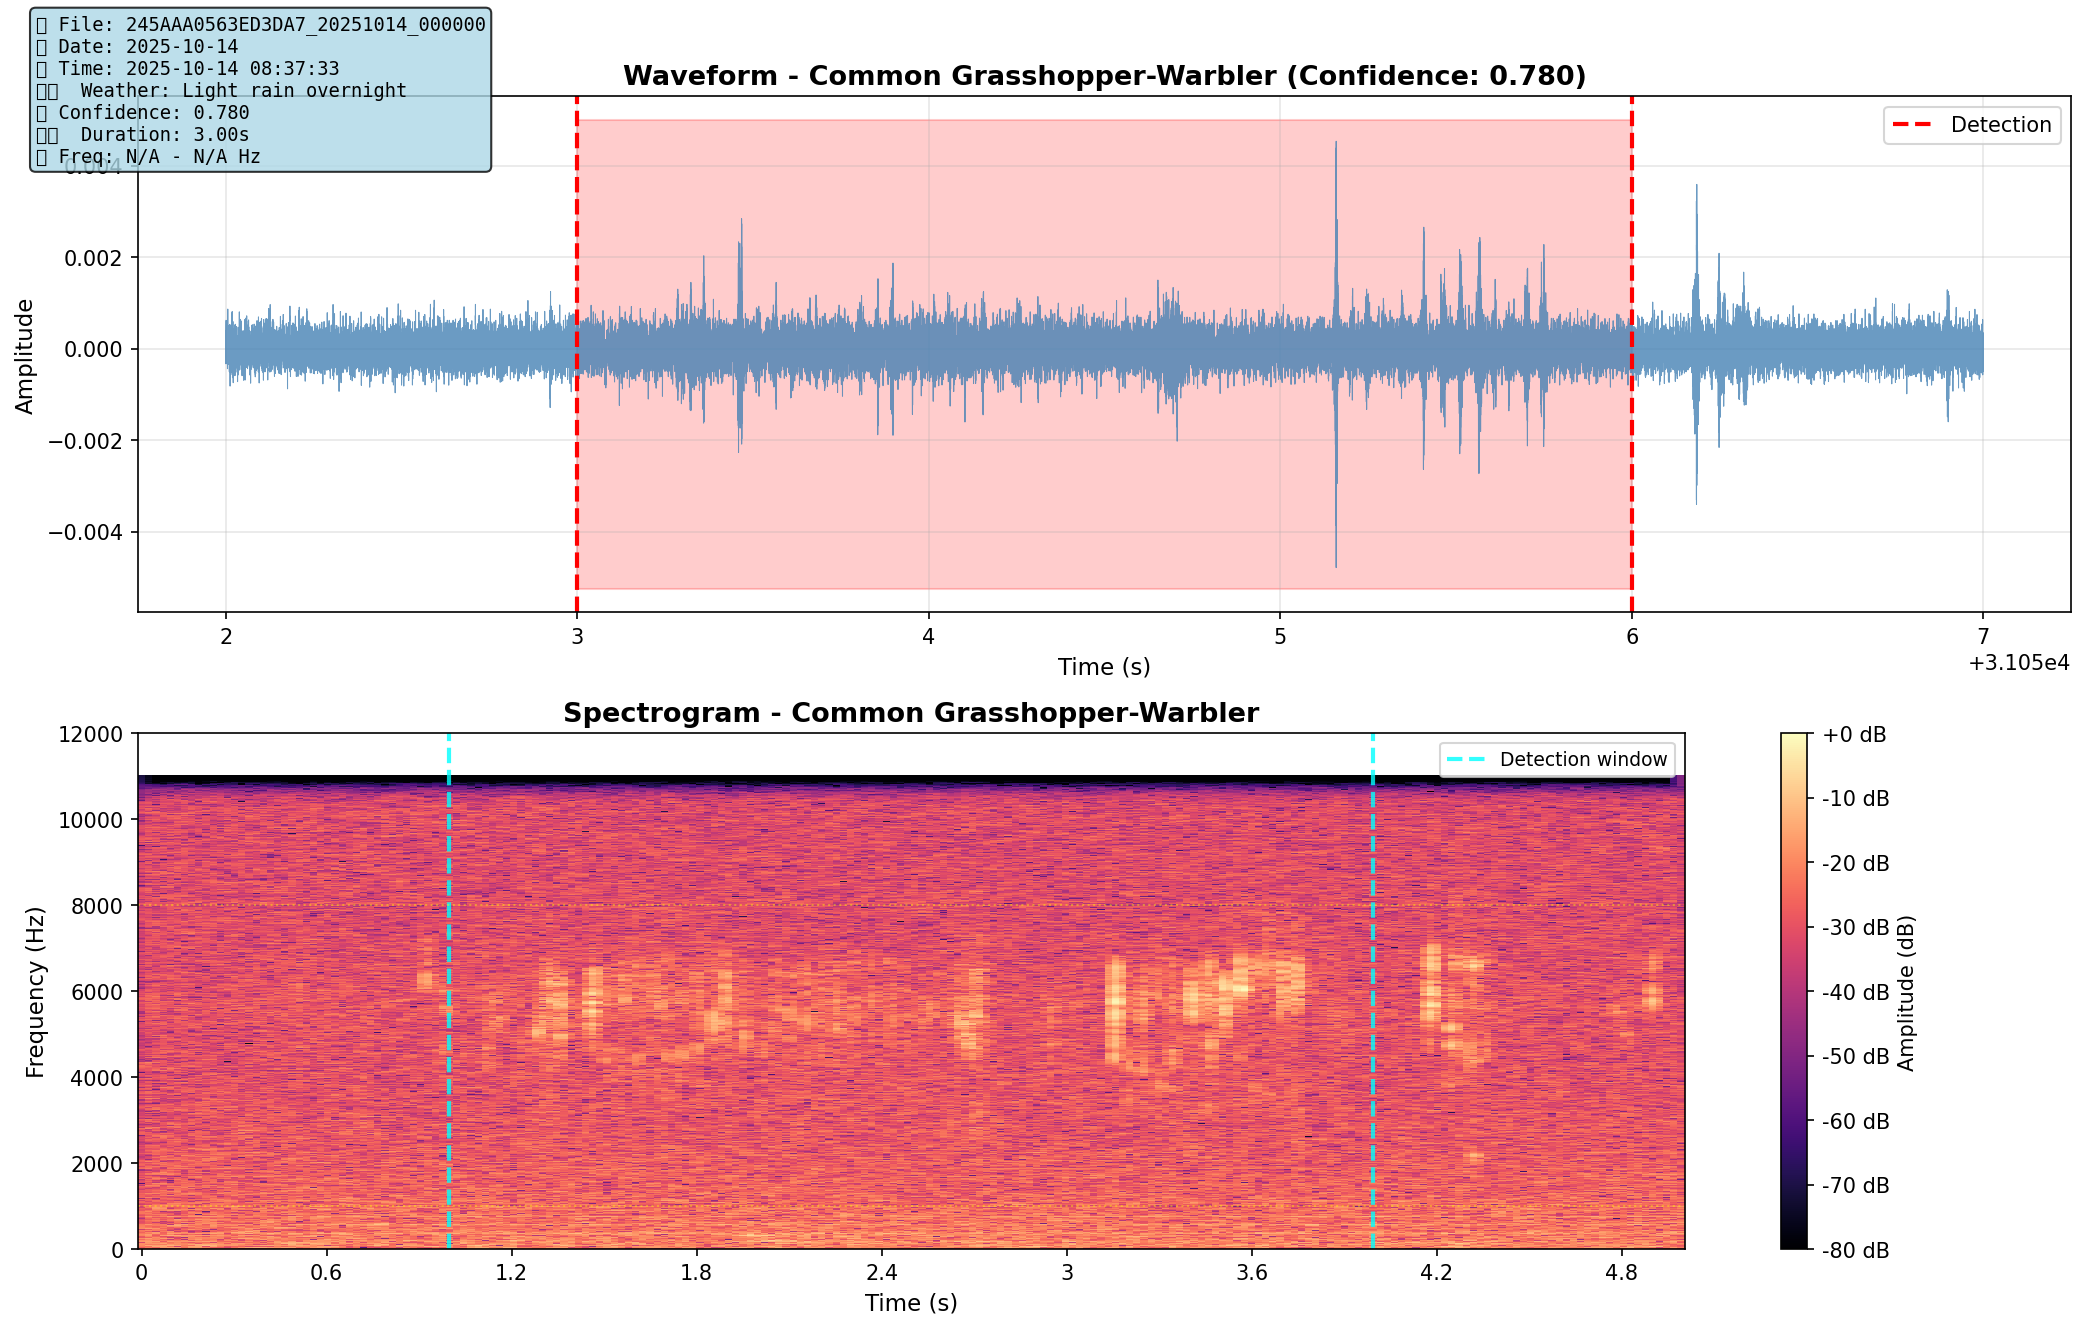 File: 245AAA0563ED3DA7_20251014_000000
Date: 2025-10-14
Time: 2025-10-14 08:37:33
Weather: Light rain overnight
Confidence: 0.780
Duration: 3.00s
Freq: N/A - N/A Hz
Waveform - Common Grasshopper-Warbler (Confidence: 0.780)
Detection
Amplitude
0.004
0.002
0.000
−0.002
−0.004
2 3 4 5 6 7
Time (s)
+3.105e4
Spectrogram - Common Grasshopper-Warbler
Detection window
Frequency (Hz)
12000
10000
8000
6000
4000
2000
0
0 0.6 1.2 1.8 2.4 3 3.6 4.2 4.8
Time (s)
+0 dB
-10 dB
-20 dB
-30 dB
-40 dB
-50 dB
-60 dB
-70 dB
-80 dB
Amplitude (dB)